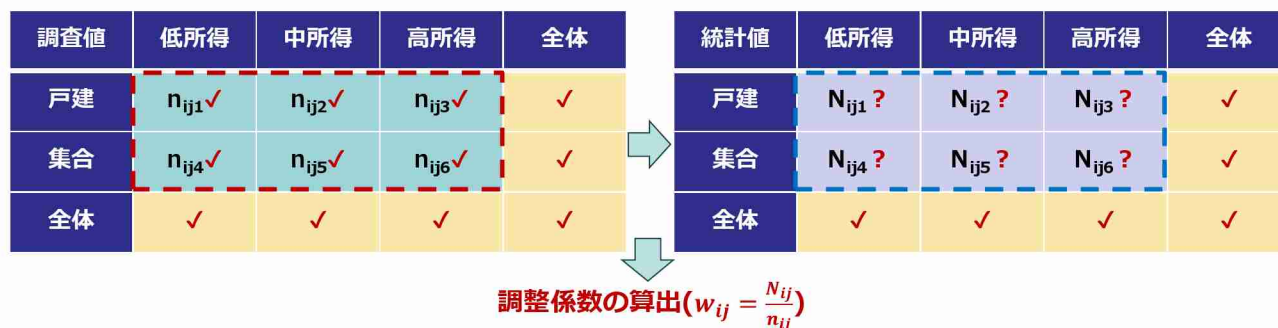 調査値 低所得 中所得 高所得 全体
戸建 nij1✓ nij2✓ nij3✓ ✓
集合 nij4✓ nij5✓ nij6✓ ✓
全体 ✓ ✓ ✓ ✓
統計値 低所得 中所得 高所得 全体
戸建 Nij1? Nij2? Nij3? ✓
集合 Nij4? Nij5? Nij6? ✓
全体 ✓ ✓ ✓ ✓
調整係数の算出(wij = Nij/nij)